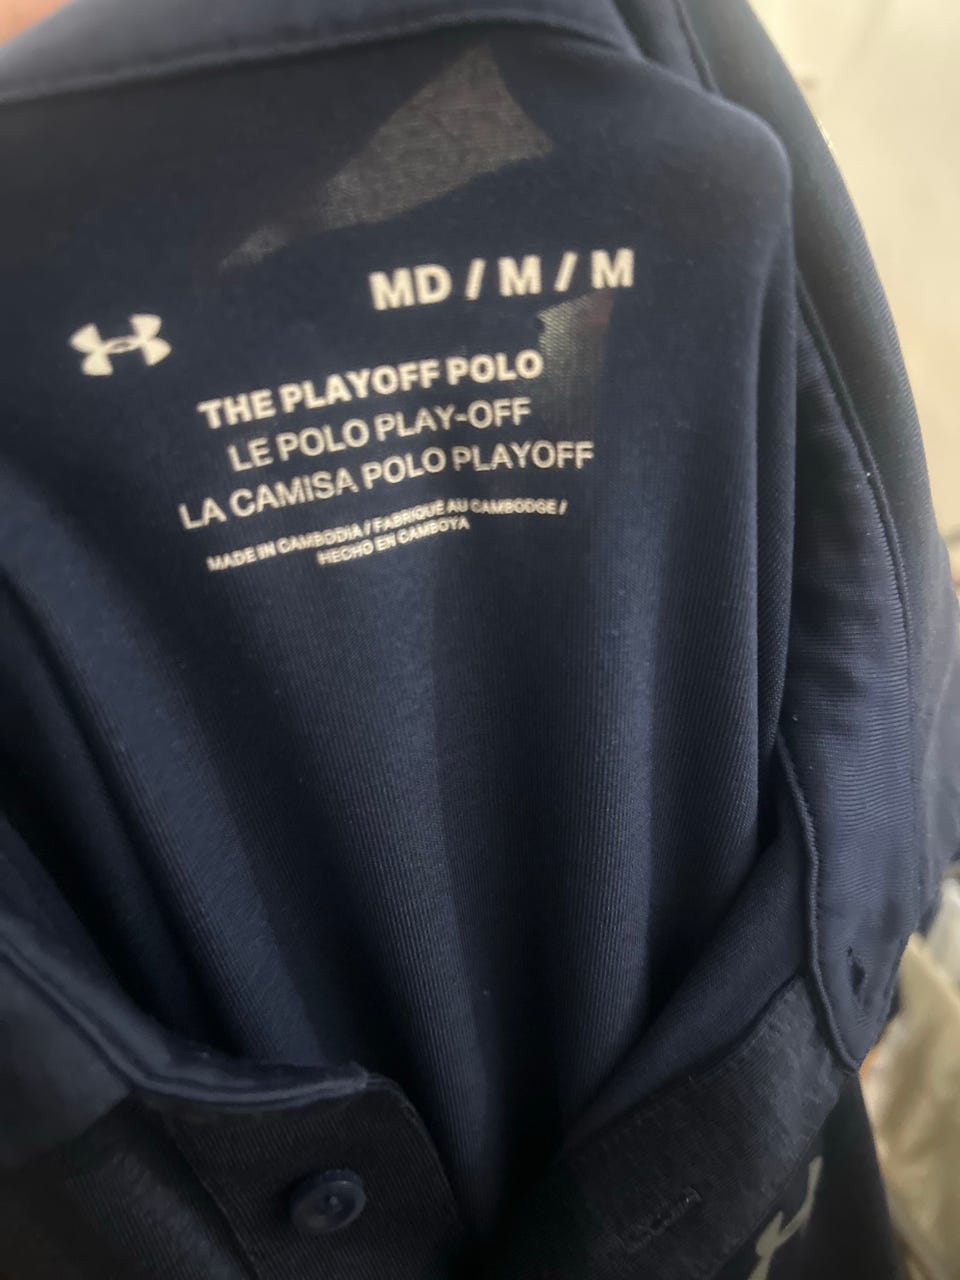 MD / M / M
THE PLAYOFF POLO
LE POLO PLAY-OFF
LA CAMISA POLO PLAYOFF
MADE IN CAMBODIA / FABRIQUÉ AU CAMBODGE /
HECHO EN CAMBOYA